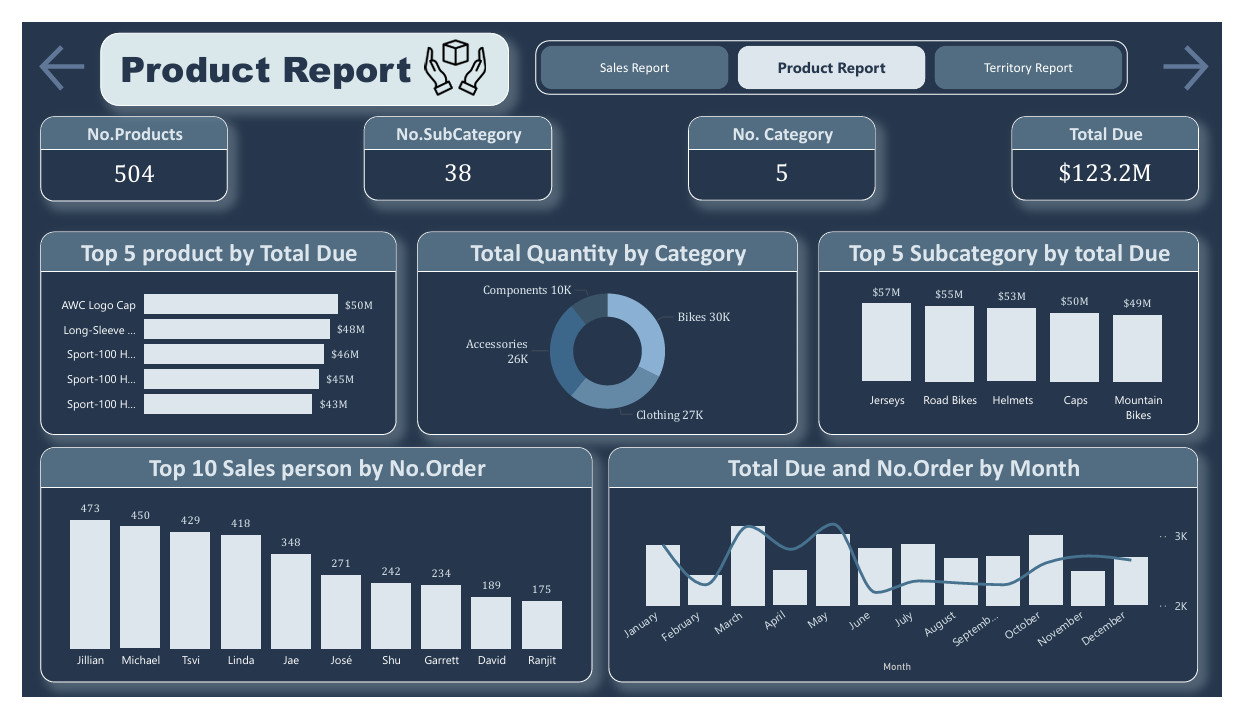 Product Report
Sales Report
Product Report
Territory Report
No.Products
504
No.SubCategory
38
No. Category
5
Total Due
$123.2M
Top 5 product by Total Due
AWC Logo Cap $50M
Long-Sleeve ... $48M
Sport-100 H... $46M
Sport-100 H... $45M
Sport-100 H... $43M
Total Quantity by Category
Components 10K
Bikes 30K
Accessories
26K
Clothing 27K
Top 5 Subcategory by total Due
$57M $55M $53M $50M $49M
Jerseys Road Bikes Helmets Caps Mountain
Bikes
Top 10 Sales person by No.Order
473 450 429 418 348 271 242 234 189 175
Jillian Michael Tsvi Linda Jae José Shu Garrett David Ranjit
Total Due and No.Order by Month
3K
2K
January February March April May June July August Septemb... October November December
Month